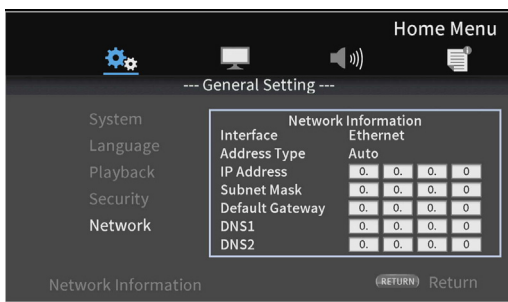 Home Menu
--- General Setting ---
System
Language
Playback
Security
Network
Network Information
Interface Ethernet
Address Type Auto
IP Address 0. 0. 0. 0
Subnet Mask 0. 0. 0. 0
Default Gateway 0. 0. 0. 0
DNS1 0. 0. 0. 0
DNS2 0. 0. 0. 0
Network Information
RETURN Return